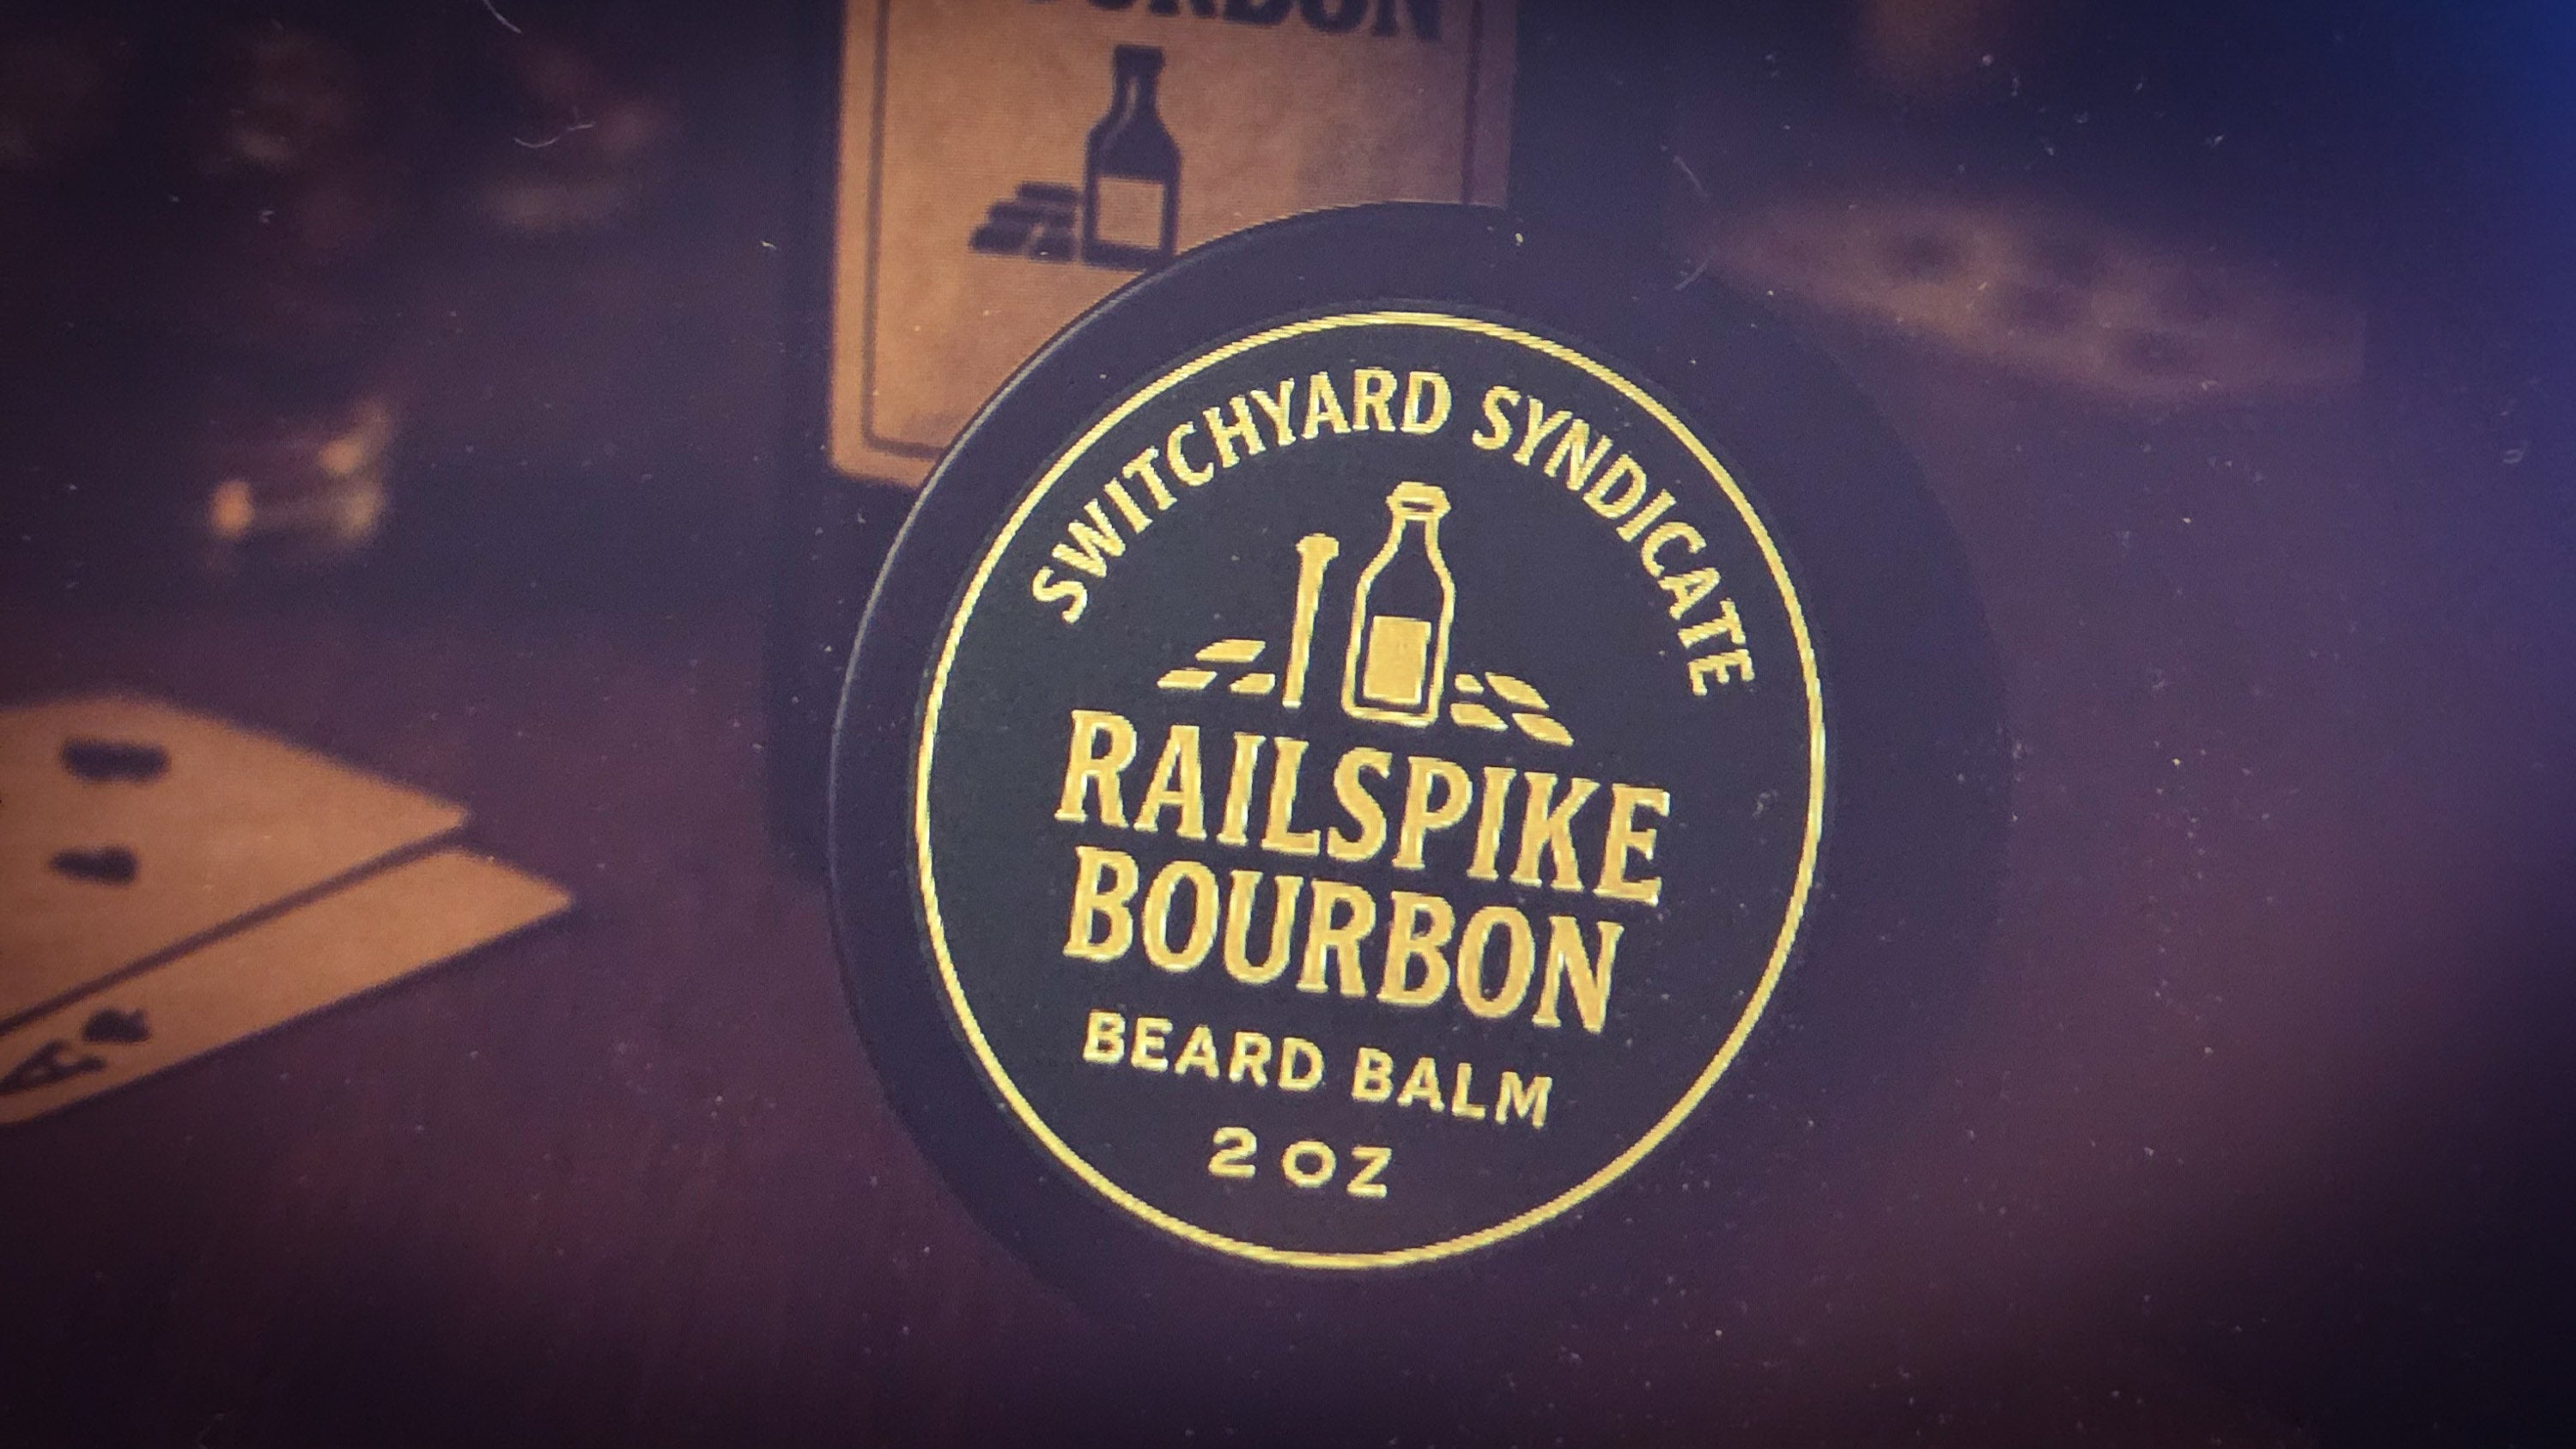 SWITCHYARD SYNDICATE
RAILSPIKE
BOURBON
BEARD BALM
2 OZ
A